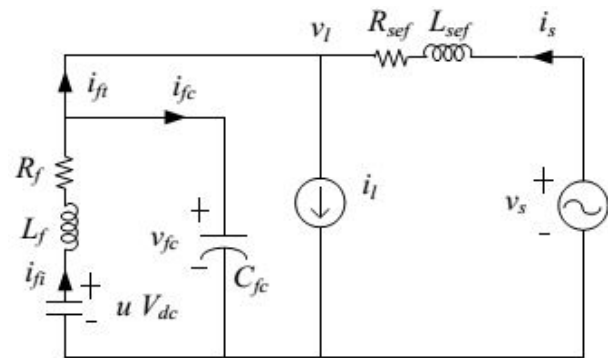 v_l
R_sef
L_sef
i_s
i_ft
i_fc
R_f
L_f
i_fi
+
-
u V_dc
v_fc
+
-
C_fc
i_l
v_s
+
-